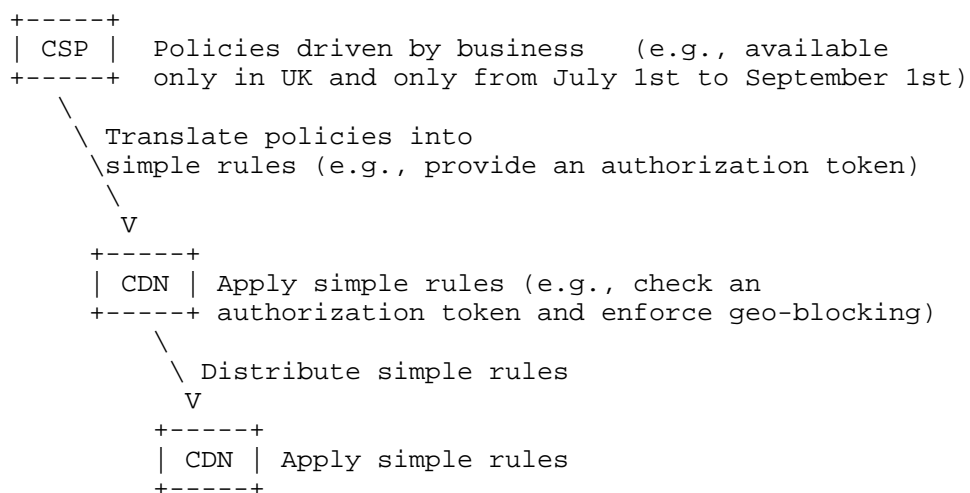 +-----+
| CSP |  Policies driven by business   (e.g., available
+-----+  only in UK and only from July 1st to September 1st)
   \
    \ Translate policies into
     \simple rules (e.g., provide an authorization token)
      \
       V
     +-----+
     | CDN | Apply simple rules (e.g., check an
     +-----+ authorization token and enforce geo-blocking)
         \
          \ Distribute simple rules
           V
         +-----+
         | CDN | Apply simple rules
         +-----+